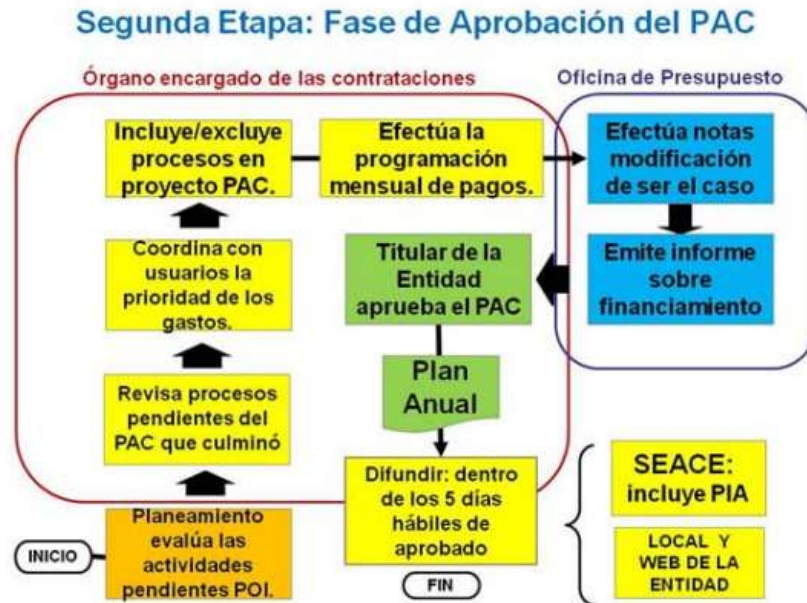 Segunda Etapa: Fase de Aprobación del PAC
Órgano encargado de las contrataciones
Oficina de Presupuesto
Incluye/excluye
procesos en
proyecto PAC.
Efectúa la
programación
mensual de pagos.
Efectúa notas
modificación
de ser el caso
Coordina con
usuarios la
prioridad de los
gastos.
Titular de la
Entidad
aprueba el PAC
Emite informe
sobre
financiamiento
Plan
Anual
Revisa procesos
pendientes del
PAC que culminó
Difundir: dentro
de los 5 días
hábiles de
aprobado
SEACE:
incluye PIA
Planeamiento
evalúa las
actividades
pendientes POI.
INICIO
FIN
LOCAL Y
WEB DE LA
ENTIDAD